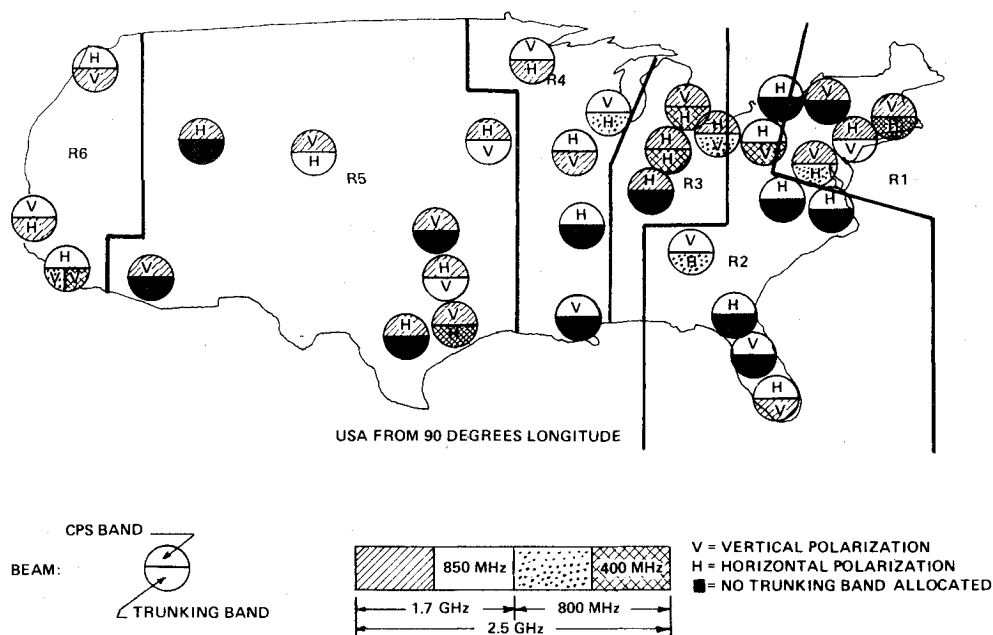 H
V
V
H
R4
V
H
V
H
H
V
H
V
V
H
H
V
H
V
V
H
H
V
H
H
V
H
V
H
V
H
H
R6
R5
R3
R1
H
H
H
V
H
V
H
V
R2
H
V V
V
H
V
V
H
V
H
H
V
H
V
USA FROM 90 DEGREES LONGITUDE
CPS BAND
BEAM:
TRUNKING BAND
850 MHz
400 MHz
1.7 GHz
800 MHz
2.5 GHz
V = VERTICAL POLARIZATION
H = HORIZONTAL POLARIZATION
■= NO TRUNKING BAND ALLOCATED